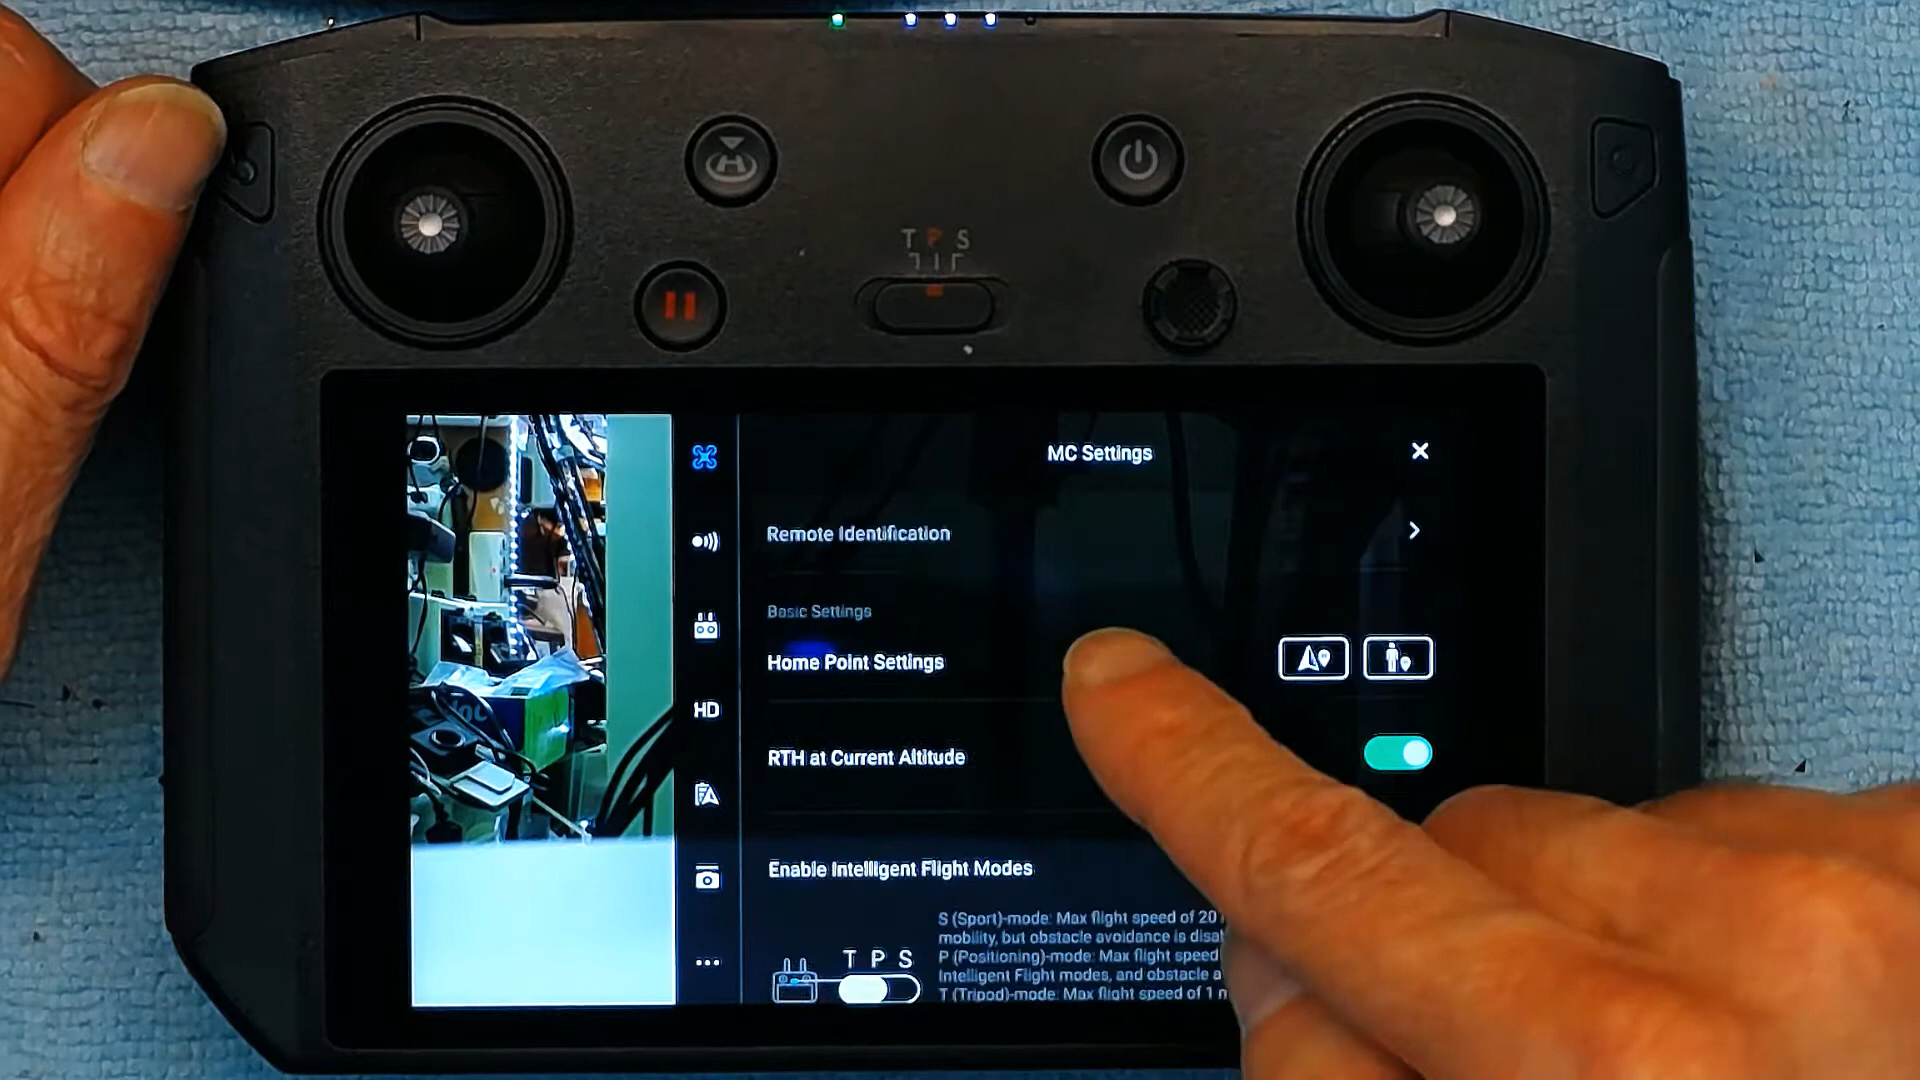 T P S
MC Settings
Remote Identification
Basic Settings
Home Point Settings
RTH at Current Altitude
HD
Enable Intelligent Flight Modes
S (Sport)-mode: Max flight speed of 20
mobility, but obstacle avoidance is
P (Positioning)-mode: Max flight speed
Intelligent Flight modes, and obstacle
T (Tripod)-mode: Max flight speed of 1
T P S